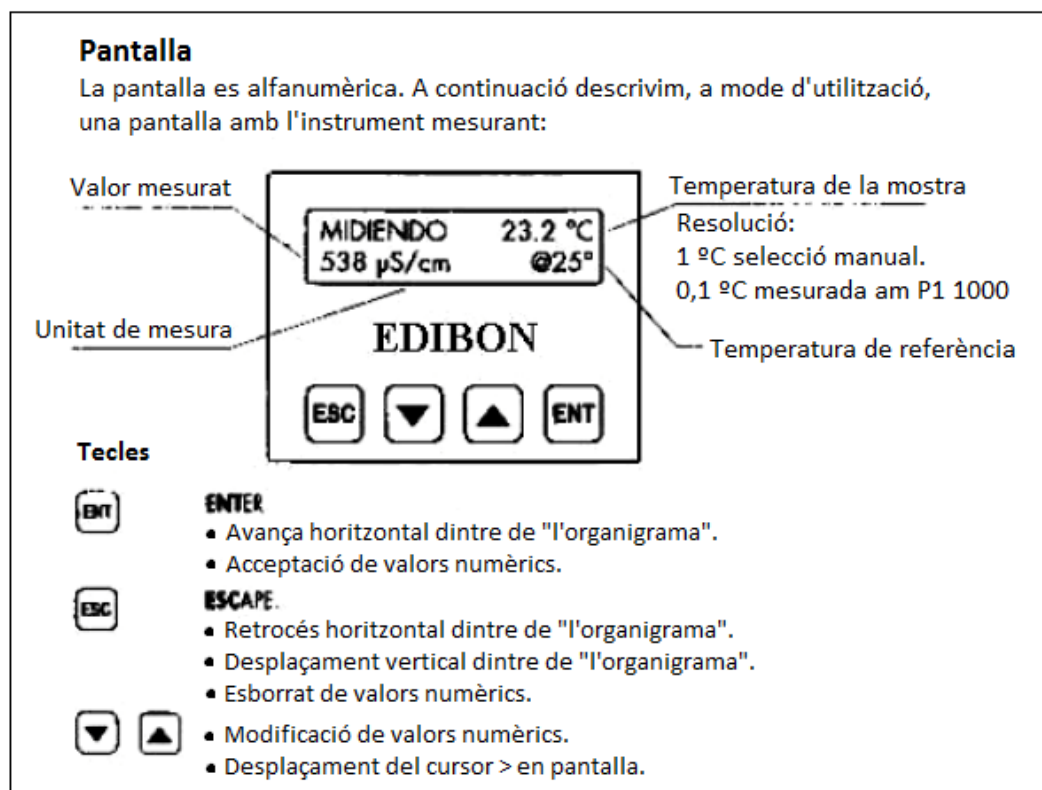 Pantalla
La pantalla es alfanumèrica. A continuació descrivim, a mode d'utilització,
una pantalla amb l'instrument mesurant:
Valor mesurat
Temperatura de la mostra
MIDIENDO 23.2 °C
538 µS/cm @25°
Resolució:
1 ºC selecció manual.
0,1 ºC mesurada am P1 1000
Unitat de mesura
EDIBON
Temperatura de referència
ESC ▼ ▲ ENT
Tecles
ENT
ENTER
• Avança horitzontal dintre de "l'organigrama".
• Acceptació de valors numèrics.
ESC
ESCAPE.
• Retrocés horitzontal dintre de "l'organigrama".
• Desplaçament vertical dintre de "l'organigrama".
• Esborrat de valors numèrics.
▼ ▲
• Modificació de valors numèrics.
• Desplaçament del cursor > en pantalla.